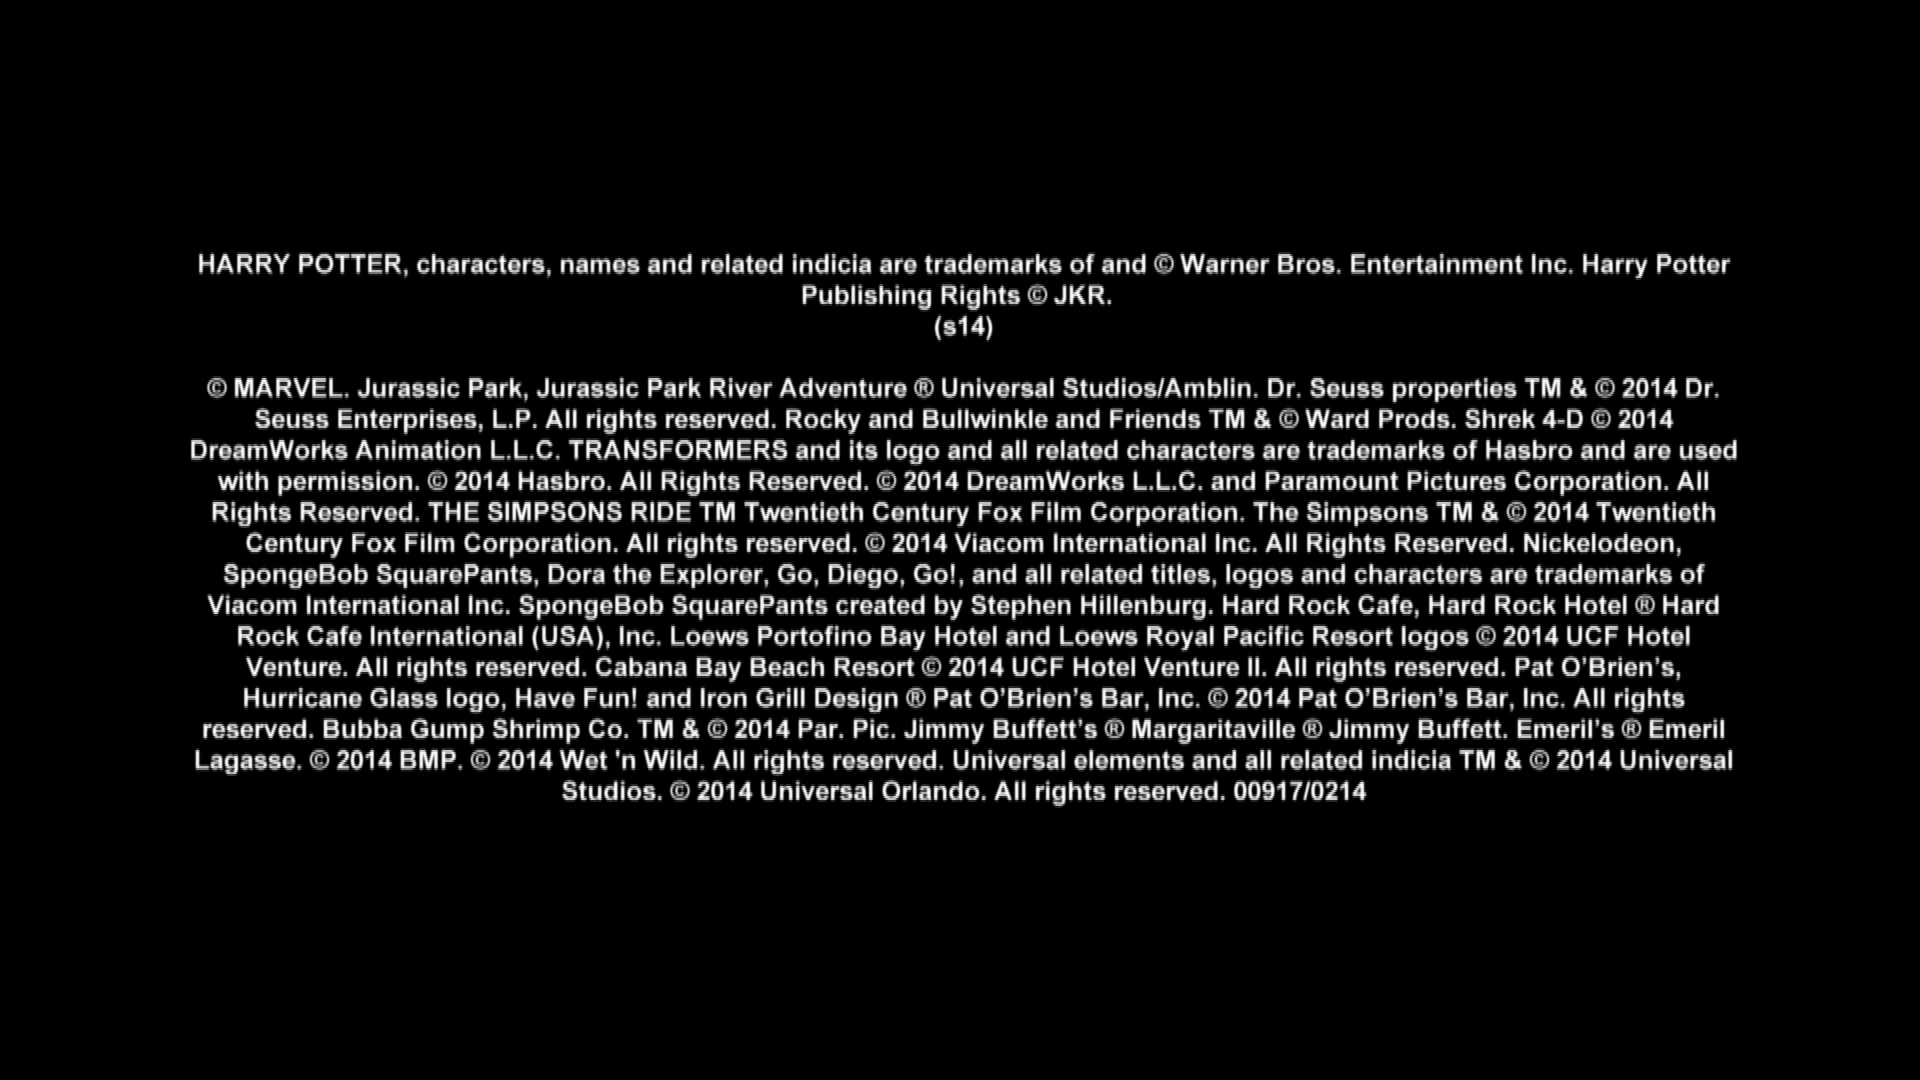 HARRY POTTER, characters, names and related indicia are trademarks of and © Warner Bros. Entertainment Inc. Harry Potter
Publishing Rights © JKR.
(s14)
© MARVEL. Jurassic Park, Jurassic Park River Adventure ® Universal Studios/Amblin. Dr. Seuss properties TM & © 2014 Dr.
Seuss Enterprises, L.P. All rights reserved. Rocky and Bullwinkle and Friends TM & © Ward Prods. Shrek 4-D © 2014
DreamWorks Animation L.L.C. TRANSFORMERS and its logo and all related characters are trademarks of Hasbro and are used
with permission. © 2014 Hasbro. All Rights Reserved. © 2014 DreamWorks L.L.C. and Paramount Pictures Corporation. All
Rights Reserved. THE SIMPSONS RIDE TM Twentieth Century Fox Film Corporation. The Simpsons TM & © 2014 Twentieth
Century Fox Film Corporation. All rights reserved. © 2014 Viacom International Inc. All Rights Reserved. Nickelodeon,
SpongeBob SquarePants, Dora the Explorer, Go, Diego, Go!, and all related titles, logos and characters are trademarks of
Viacom International Inc. SpongeBob SquarePants created by Stephen Hillenburg. Hard Rock Cafe, Hard Rock Hotel ® Hard
Rock Cafe International (USA), Inc. Loews Portofino Bay Hotel and Loews Royal Pacific Resort logos © 2014 UCF Hotel
Venture. All rights reserved. Cabana Bay Beach Resort © 2014 UCF Hotel Venture II. All rights reserved. Pat O’Brien’s,
Hurricane Glass logo, Have Fun! and Iron Grill Design ® Pat O’Brien’s Bar, Inc. © 2014 Pat O’Brien’s Bar, Inc. All rights
reserved. Bubba Gump Shrimp Co. TM & © 2014 Par. Pic. Jimmy Buffett’s ® Margaritaville ® Jimmy Buffett. Emeril’s ® Emeril
Lagasse. © 2014 BMP. © 2014 Wet 'n Wild. All rights reserved. Universal elements and all related indicia TM & © 2014 Universal
Studios. © 2014 Universal Orlando. All rights reserved. 00917/0214